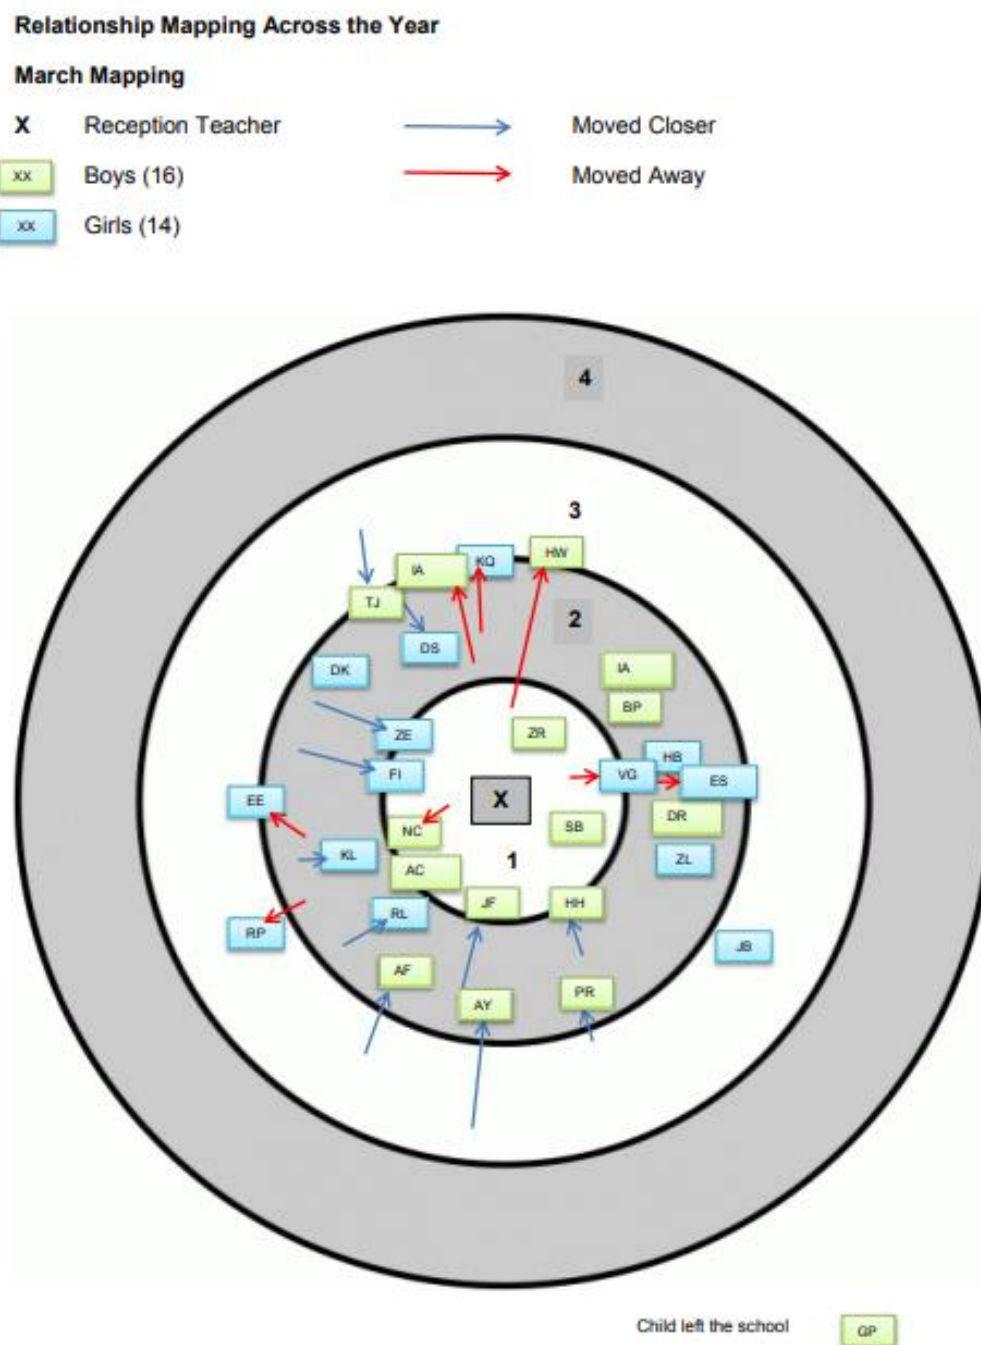 Relationship Mapping Across the Year
March Mapping
X Reception Teacher Moved Closer
XX Boys (16) Moved Away
XX Girls (14)
4
3
HW
KQ
IA
TJ
2
DS
IA
DK
BP
ZR
ZE
HB
FI
VG
ES
X
EE
DR
SB
NC
KL
ZL
1
AC
JF
HH
RL
RP
JB
AF
PR
AY
Child left the school GP